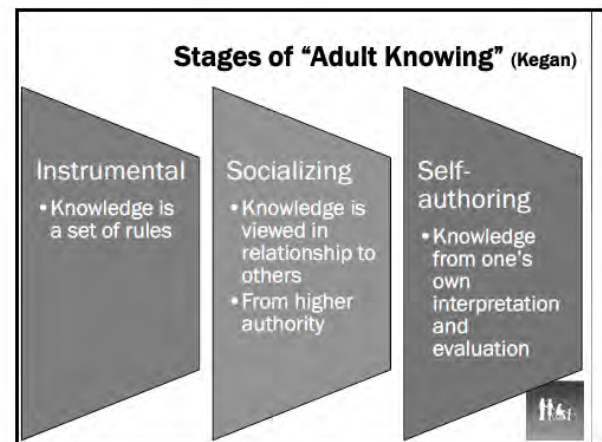 Stages of “Adult Knowing” (Kegan)
Instrumental
•Knowledge is
a set of rules
Socializing
•Knowledge is
viewed in
relationship to
others
•From higher
authority
Self-
authoring
•Knowledge
from one’s
own
interpretation
and
evaluation